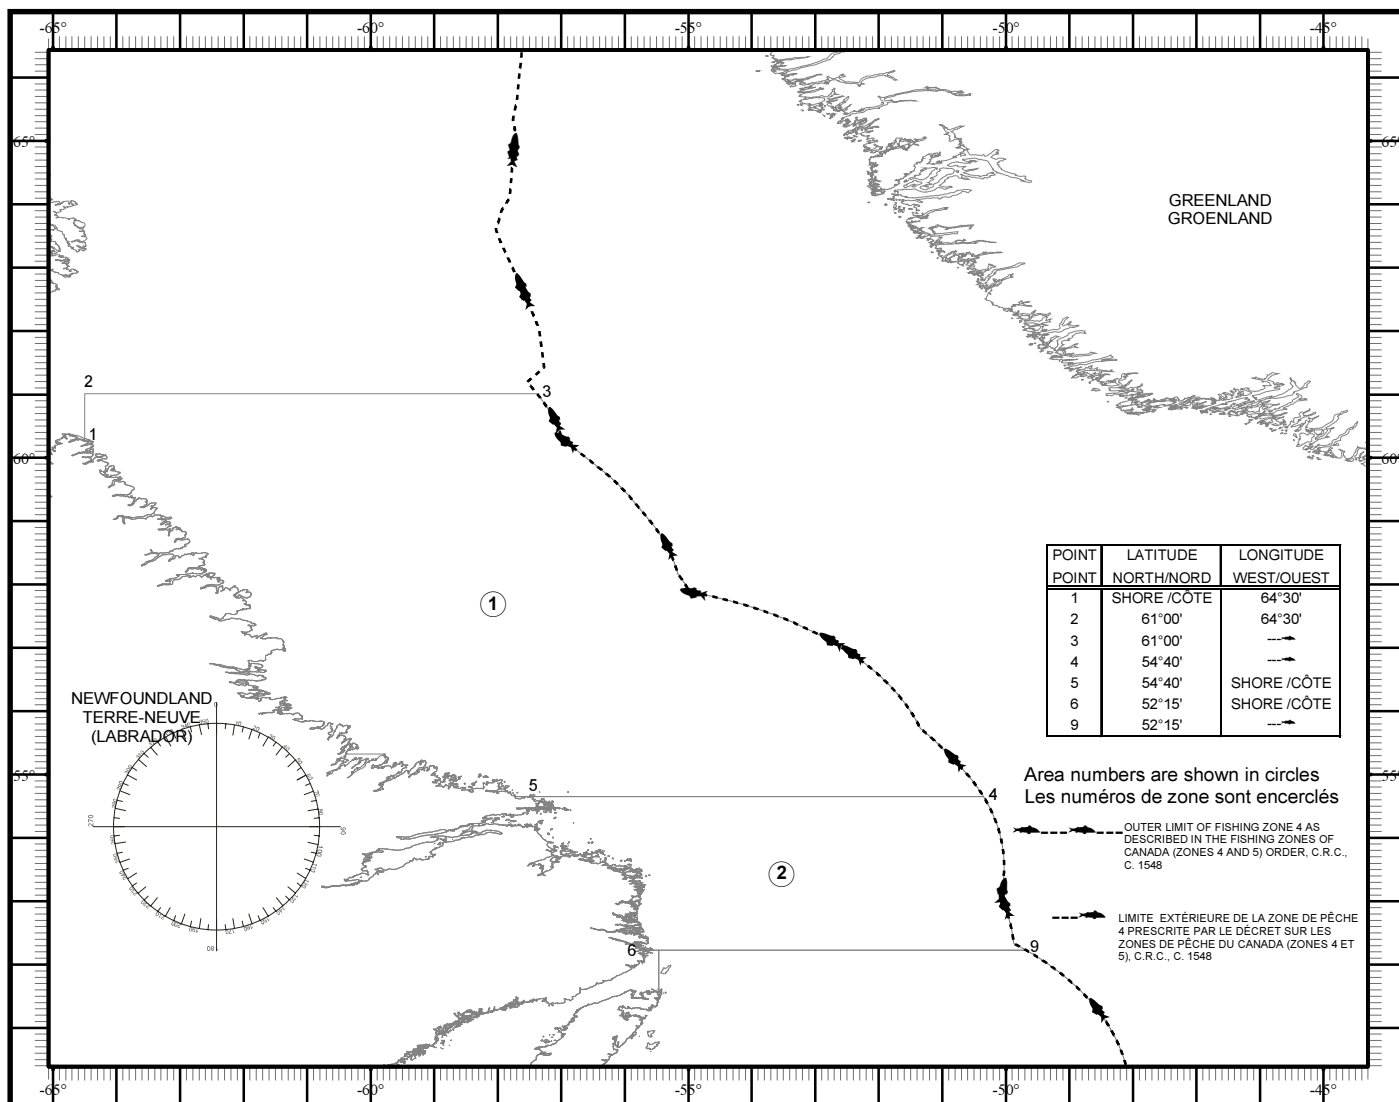 -65° -60° -55° -50° -45°
65° 65°
GREENLAND
GROENLAND
2
3
1
60° 60°
POINT LATITUDE LONGITUDE
POINT NORTH/NORD WEST/OUEST
1 SHORE /CÔTE 64°30'
2 61°00' 64°30'
3 61°00' ---
4 54°40' ---
5 54°40' SHORE /CÔTE
6 52°15' SHORE /CÔTE
9 52°15' ---
1
NEWFOUNDLAND
TERRE-NEUVE
(LABRADOR)
0
270
90
180
55° 55°
5
4
Area numbers are shown in circles
Les numéros de zone sont encerclés
OUTER LIMIT OF FISHING ZONE 4 AS
DESCRIBED IN THE FISHING ZONES OF
CANADA (ZONES 4 AND 5) ORDER, C.R.C.,
C. 1548
2
LIMITE EXTÉRIEURE DE LA ZONE DE PÊCHE
4 PRESCRITE PAR LE DÉCRET SUR LES
ZONES DE PÊCHE DU CANADA (ZONES 4 ET
5), C.R.C., C. 1548
6
9
-65° -60° -55° -50° -45°